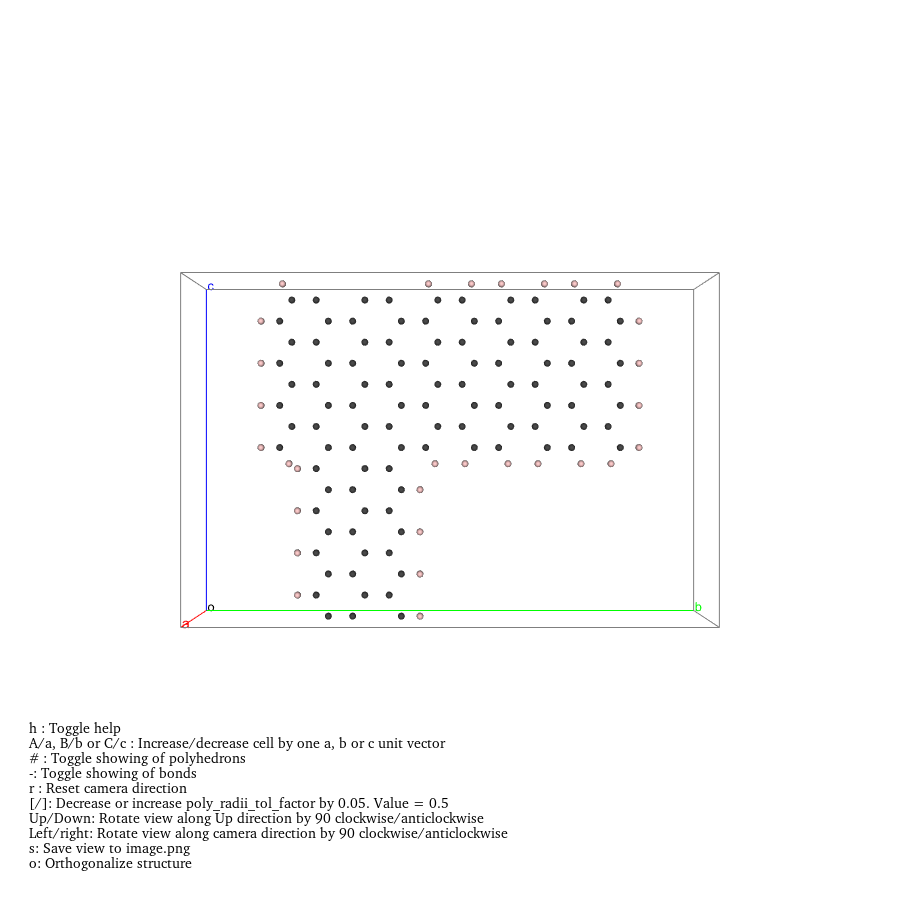 c
o
b
a
h : Toggle help
A/a, B/b or C/c : Increase/decrease cell by one a, b or c unit vector
# : Toggle showing of polyhedrons
-: Toggle showing of bonds
r : Reset camera direction
[/]: Decrease or increase poly_radii_tol_factor by 0.05. Value = 0.5
Up/Down: Rotate view along Up direction by 90 clockwise/anticlockwise
Left/right: Rotate view along camera direction by 90 clockwise/anticlockwise
s: Save view to image.png
o: Orthogonalize structure